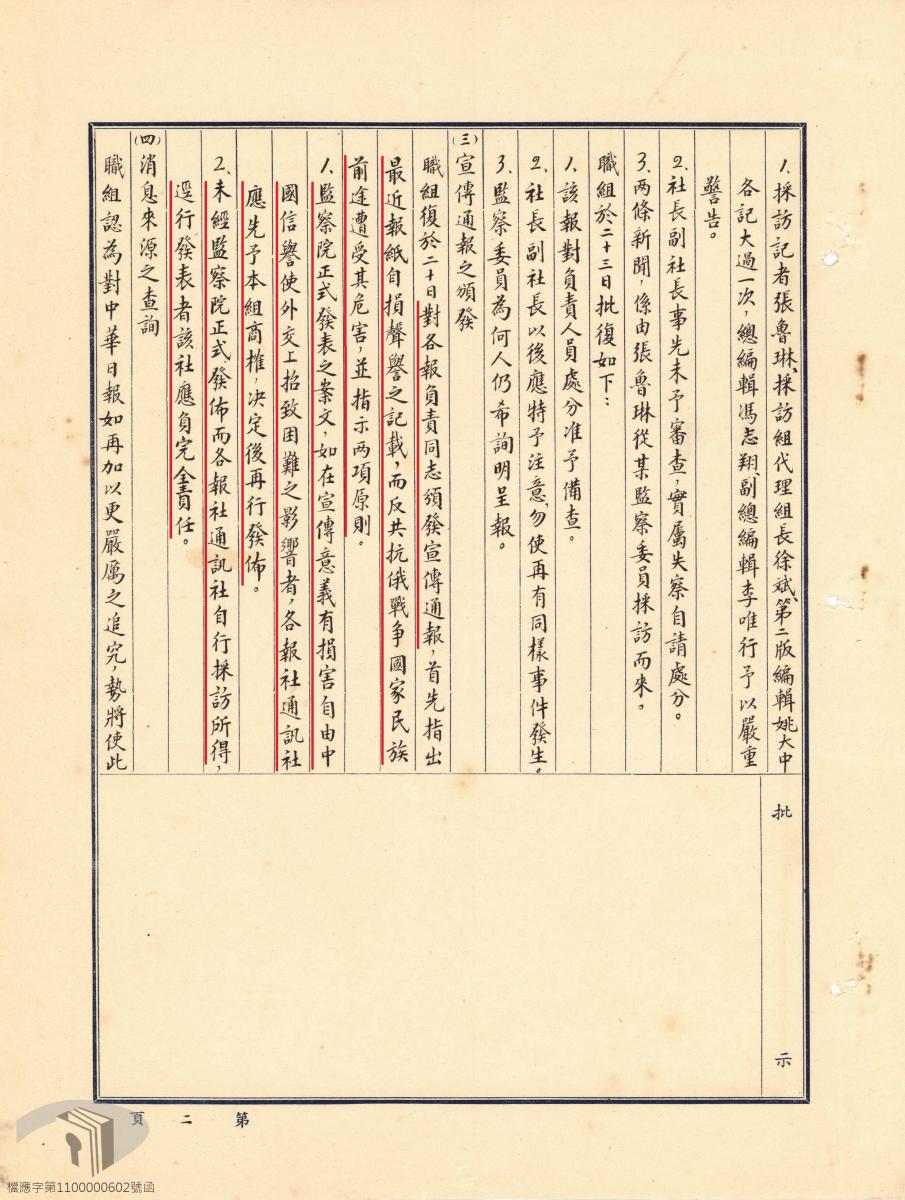 1、採訪記者張魯琳、採訪組代理組長徐斌、第二版編輯姚大中
各記大過一次，總編輯馮志翔、副總編輯李唯行予以嚴重
警告。
2、社長副社長事先未予審查，實屬失察自請處分。
3、兩條新聞，係由張魯琳從某監察委員採訪而來。
職組於二十三日批復如下：
1、該報對負責人員處分准予備查。
2、社長副社長以後應特予注意，勿使再有同樣事件發生。
3、監察委員為何人仍希詢明呈報。
(三)宣傳通報之頒發
職組復於二十日對各報負責同志頒發宣傳通報，首先指出
最近報紙自損聲譽之記載，而反共抗俄戰爭國家民族
前途遭受其危害，並指示兩項原則。
1、監察院正式發表之案文，如在宣傳意義有損害自由中
國信譽使外交上招致困難之影響者，各報社通訊社
應先予本組商榷，決定後再行發佈。
2、未經監察院正式發佈而各報社通訊社自行採訪所得，
逕行發表者該社應負完全責任。
(四)消息來源之查詢
職組認為對中華日報如再加以更嚴厲之追究，勢將使此
批示
第二頁
檔應字第1100000602號函